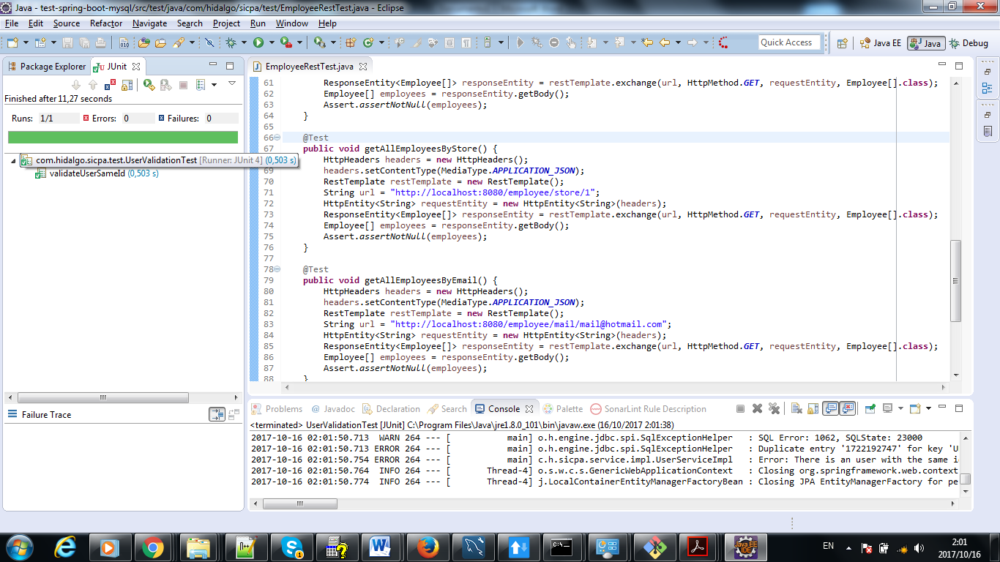 Java - test-spring-boot-mysql/src/test/java/com/hidalgo/sicpa/test/EmployeeRestTest.java - Eclipse
File Edit Source Refactor Navigate Search Project Run Window Help
Quick Access Java EE Java Debug
Package Explorer JUnit
Finished after 11,27 seconds
Runs: 1/1 Errors: 0 Failures: 0
com.hidalgo.sicpa.test.UserValidationTest [Runner: JUnit 4] (0,503 s)
validateUserSameId (0,503 s)
Failure Trace
EmployeeRestTest.java
61 ResponseEntity<Employee[]> responseEntity = restTemplate.exchange(url, HttpMethod.GET, requestEntity, Employee[].class);
62 Employee[] employees = responseEntity.getBody();
63 Assert.assertNotNull(employees);
64 }
65
66 @Test
67 public void getAllEmployeesByStore() {
HttpHeaders headers = new HttpHeaders();
69 headers.setContentType(MediaType.APPLICATION_JSON);
70 RestTemplate restTemplate = new RestTemplate();
71 String url = "http://localhost:8080/employee/store/1";
72 HttpEntity<String> requestEntity = new HttpEntity<String>(headers);
73 ResponseEntity<Employee[]> responseEntity = restTemplate.exchange(url, HttpMethod.GET, requestEntity, Employee[].class);
74 Employee[] employees = responseEntity.getBody();
75 Assert.assertNotNull(employees);
76 }
77
78 @Test
79 public void getAllEmployeesByEmail() {
80 HttpHeaders headers = new HttpHeaders();
81 headers.setContentType(MediaType.APPLICATION_JSON);
82 RestTemplate restTemplate = new RestTemplate();
83 String url = "http://localhost:8080/employee/mail/mail@hotmail.com";
84 HttpEntity<String> requestEntity = new HttpEntity<String>(headers);
85 ResponseEntity<Employee[]> responseEntity = restTemplate.exchange(url, HttpMethod.GET, requestEntity, Employee[].class);
86 Employee[] employees = responseEntity.getBody();
87 Assert.assertNotNull(employees);
88 }
Problems Javadoc Declaration Search Console Palette SonarLint Rule Description
<terminated> UserValidationTest [JUnit] C:\Program Files\Java\jre1.8.0_101\bin\javaw.exe (16/10/2017 2:01:38)
2017-10-16 02:01:50.713 WARN 264 --- [ main] o.h.engine.jdbc.spi.SqlExceptionHelper : SQL Error: 1062, SQLState: 23000
2017-10-16 02:01:50.713 ERROR 264 --- [ main] o.h.engine.jdbc.spi.SqlExceptionHelper : Duplicate entry '1722192747' for key 'U
2017-10-16 02:01:50.754 ERROR 264 --- [ main] c.h.sicpa.service.impl.UserServiceImpl : Error: There is an user with the same i
2017-10-16 02:01:50.764 INFO 264 --- [ Thread-4] o.s.w.c.s.GenericWebApplicationContext : Closing org.springframework.web.context
2017-10-16 02:01:50.774 INFO 264 --- [ Thread-4] j.LocalContainerEntityManagerFactoryBean : Closing JPA EntityManagerFactory for pe
Java EE
IDE
EN 2:01
2017/10/16